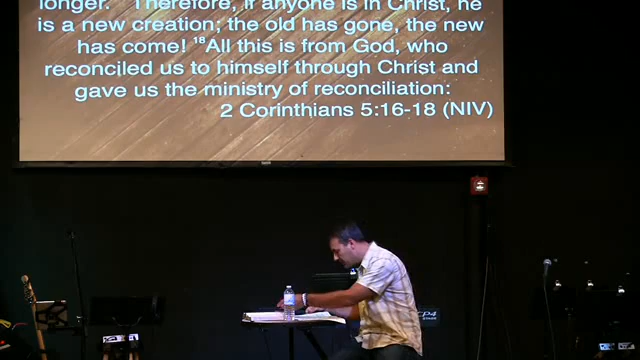 longer. Therefore, if anyone is in Christ, he
is a new creation; the old has gone, the new
has come! ¹⁸All this is from God, who
reconciled us to himself through Christ and
gave us the ministry of reconciliation:
2 Corinthians 5:16-18 (NIV)
CP4